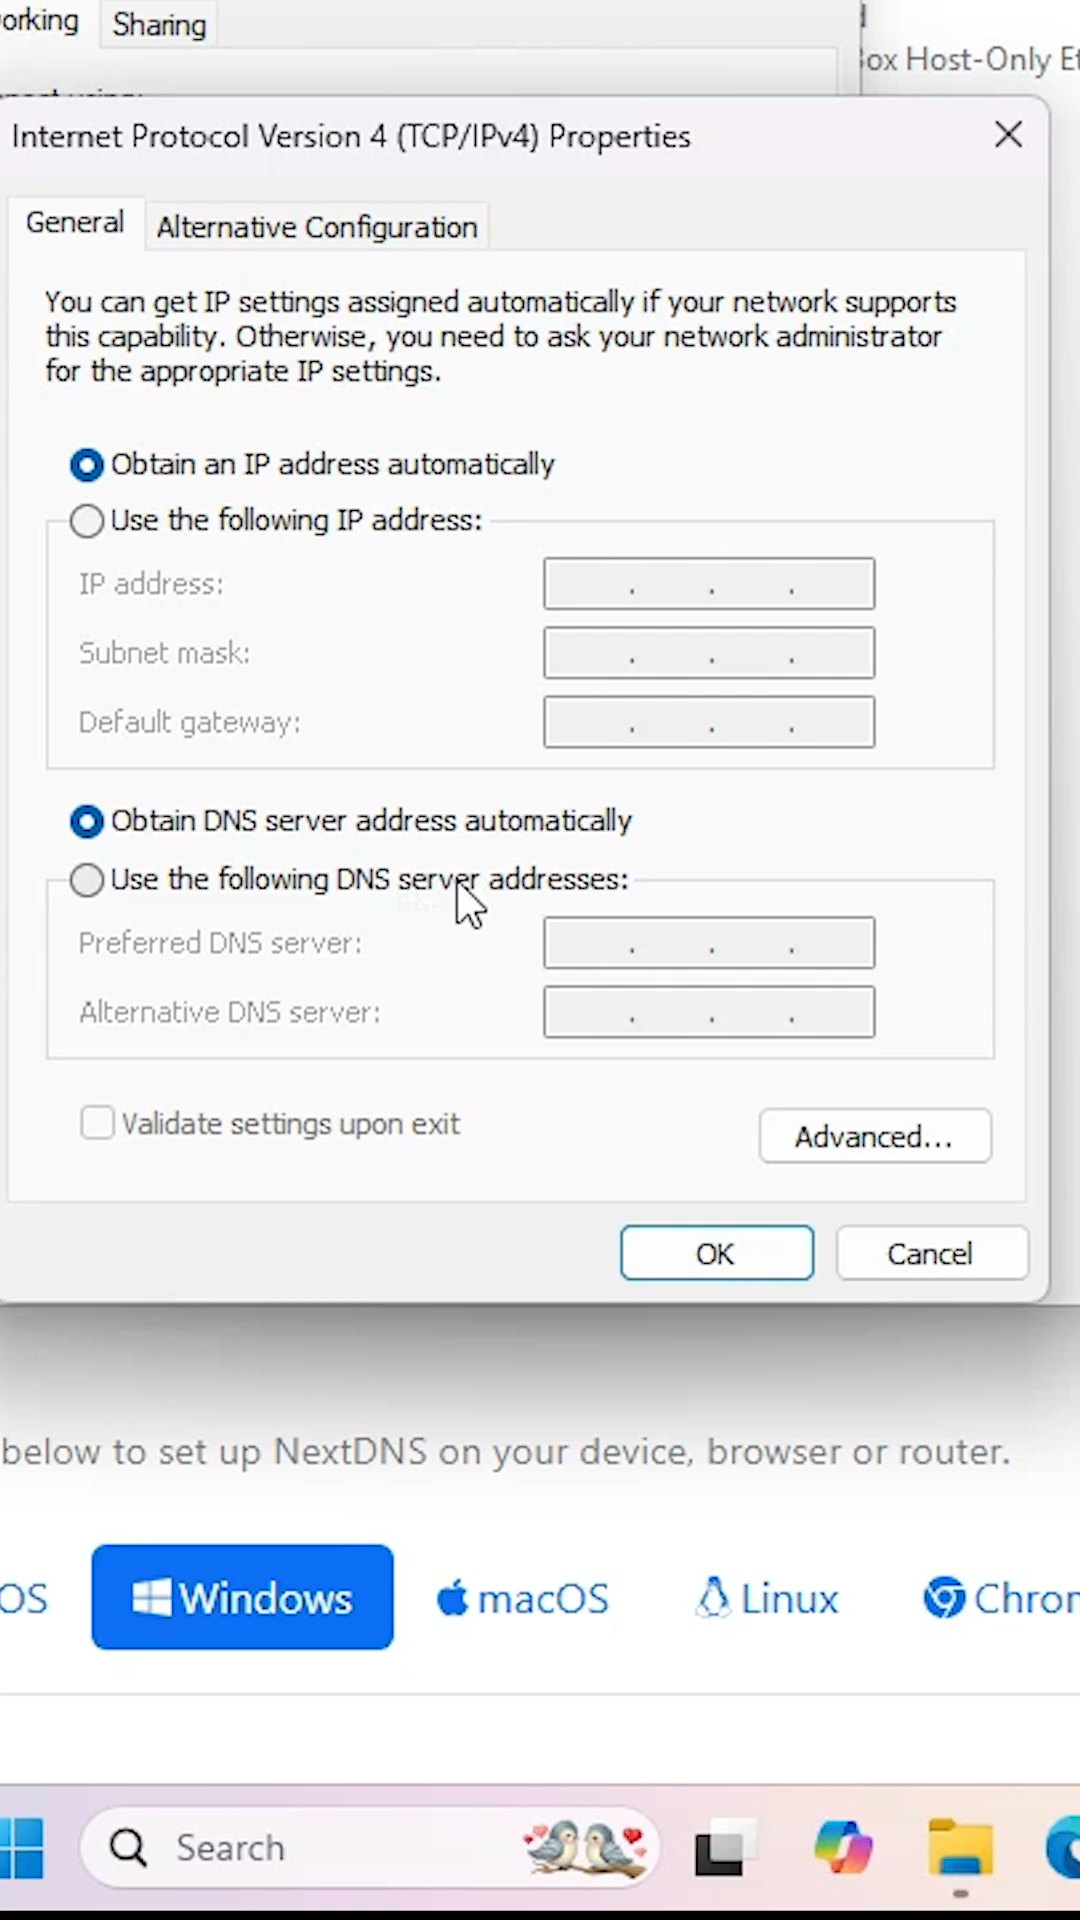 orking
Sharing
ox Host-Only Et
Internet Protocol Version 4 (TCP/IPv4) Properties
General
Alternative Configuration
You can get IP settings assigned automatically if your network supports
this capability. Otherwise, you need to ask your network administrator
for the appropriate IP settings.
Obtain an IP address automatically
Use the following IP address:
IP address:
Subnet mask:
Default gateway:
Obtain DNS server address automatically
Use the following DNS server addresses:
Preferred DNS server:
Alternative DNS server:
Validate settings upon exit
Advanced...
OK
Cancel
below to set up NextDNS on your device, browser or router.
OS
Windows
macOS
Linux
Chrom
Search